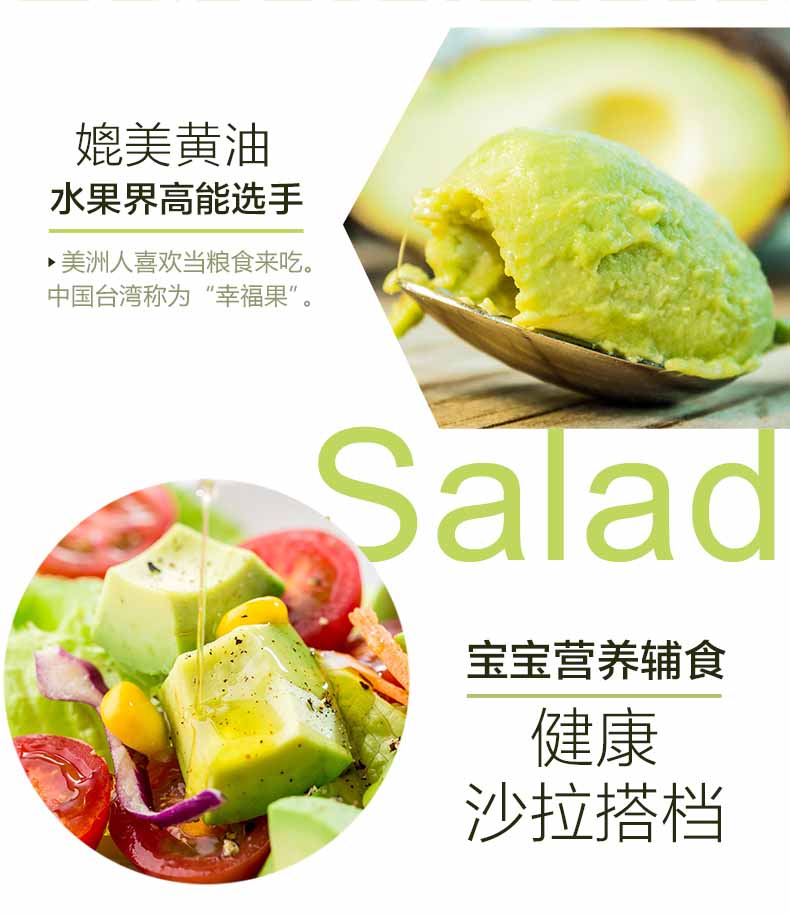 媲美黄油
水果界高能选手
美洲人喜欢当粮食来吃。
中国台湾称为“幸福果”。
Salad
宝宝营养辅食
健康
沙拉搭档